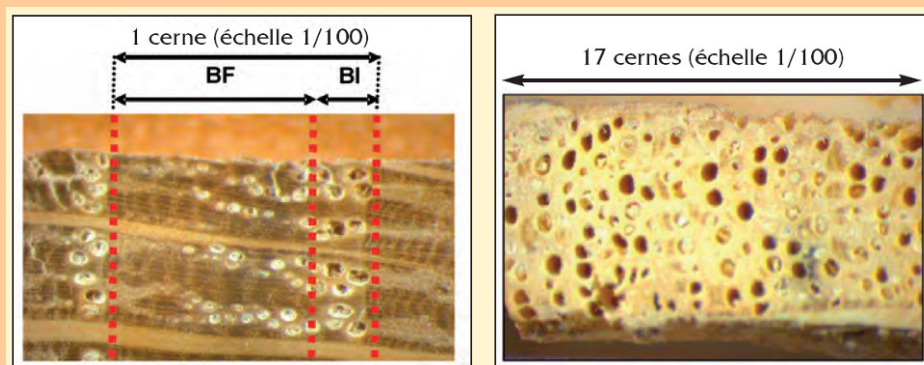 1 cerne (échelle 1/100)
BF
BI
17 cernes (échelle 1/100)